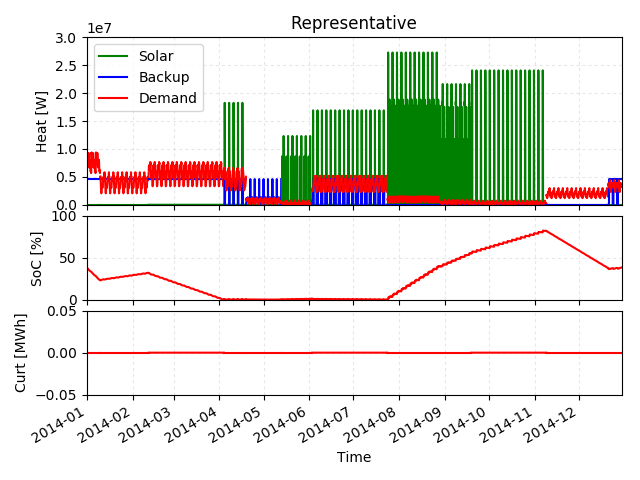 Representative
1e7
3.0
2.5
2.0
1.5
1.0
0.5
0.0
Heat [W]
Solar
Backup
Demand
100
50
0
SoC [%]
0.05
0.00
−0.05
Curt [MWh]
2014-01
2014-02
2014-03
2014-04
2014-05
2014-06
2014-07
2014-08
2014-09
2014-10
2014-11
2014-12
Time